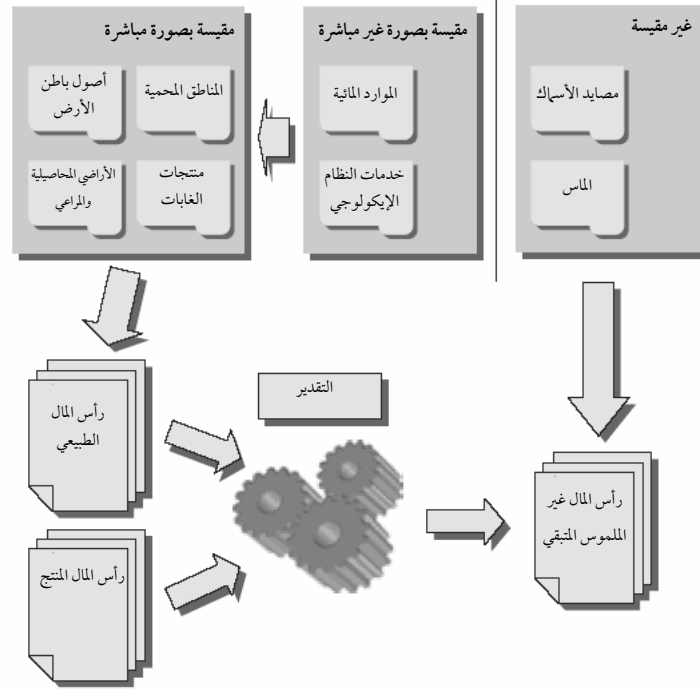 غير مقيسة
مصايد الأسماك
الماس
مقيسة بصورة غير مباشرة
الموارد المائية
خدمات النظام
الإيكولوجي
مقيسة بصورة مباشرة
المناطق المحمية
أصول باطن
الأرض
منتجات
الغابات
الأراضي المحاصيلية
والمراعي
رأس المال
الطبيعي
التقدير
رأس المال المنتج
رأس المال غير
الملموس المتبقي